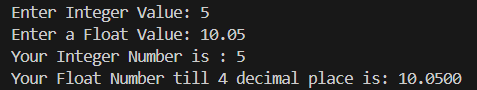 Enter Integer Value: 5
Enter a Float Value: 10.05
Your Integer Number is : 5
Your Float Number till 4 decimal place is: 10.0500